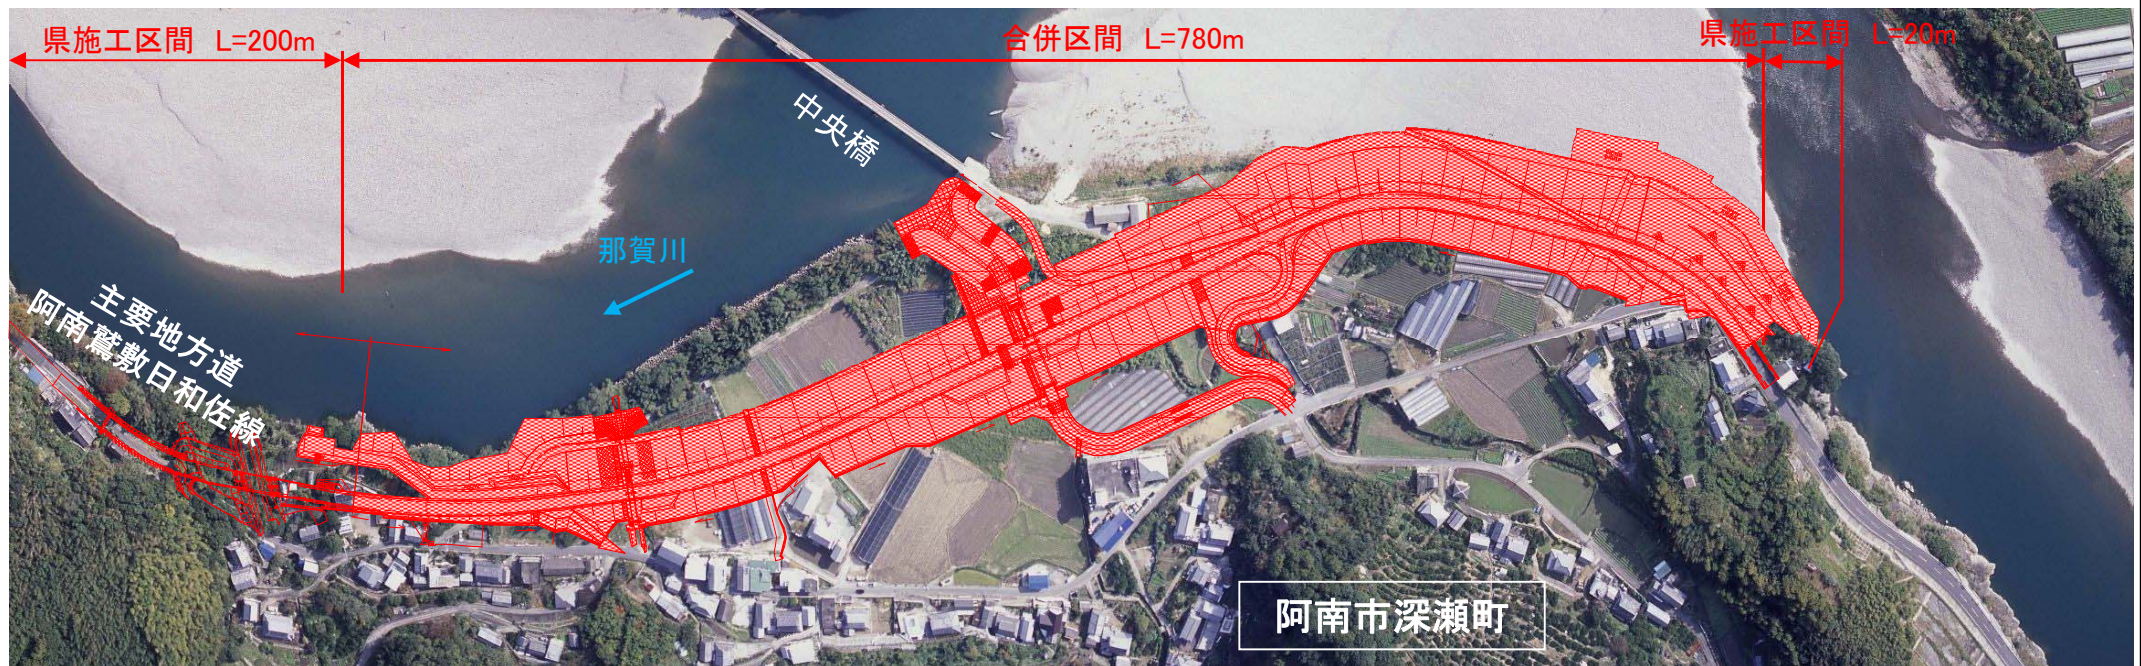 県施工区間 L=200m
合併区間 L=780m
県施工区間 L=20m
中央橋
那賀川
主要地方道
阿南鷲敷日和佐線
阿南市深瀬町